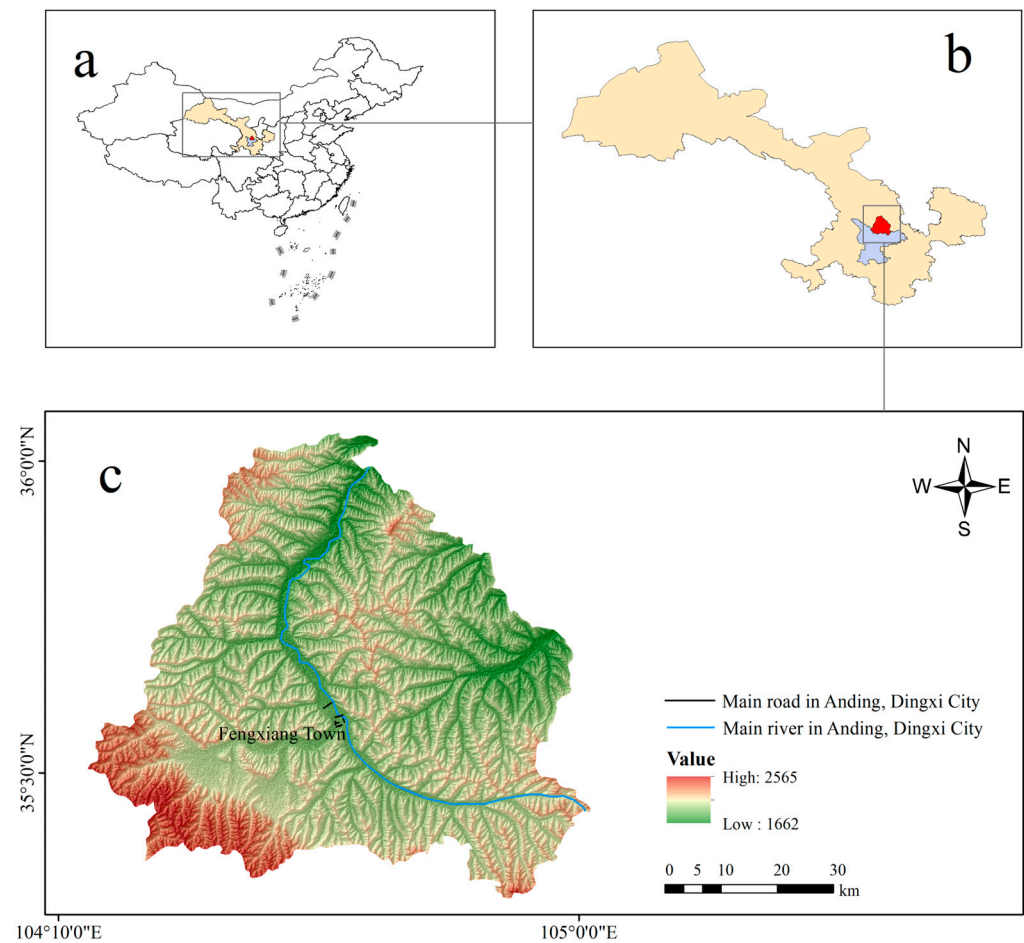 a
b
c
N
W
E
S
36°0'0"N
35°30'0"N
Fengxiang Town
Main road in Anding, Dingxi City
Main river in Anding, Dingxi City
Value
High: 2565
Low : 1662
0 5 10 20 30
km
104°10'0"E
105°0'0"E